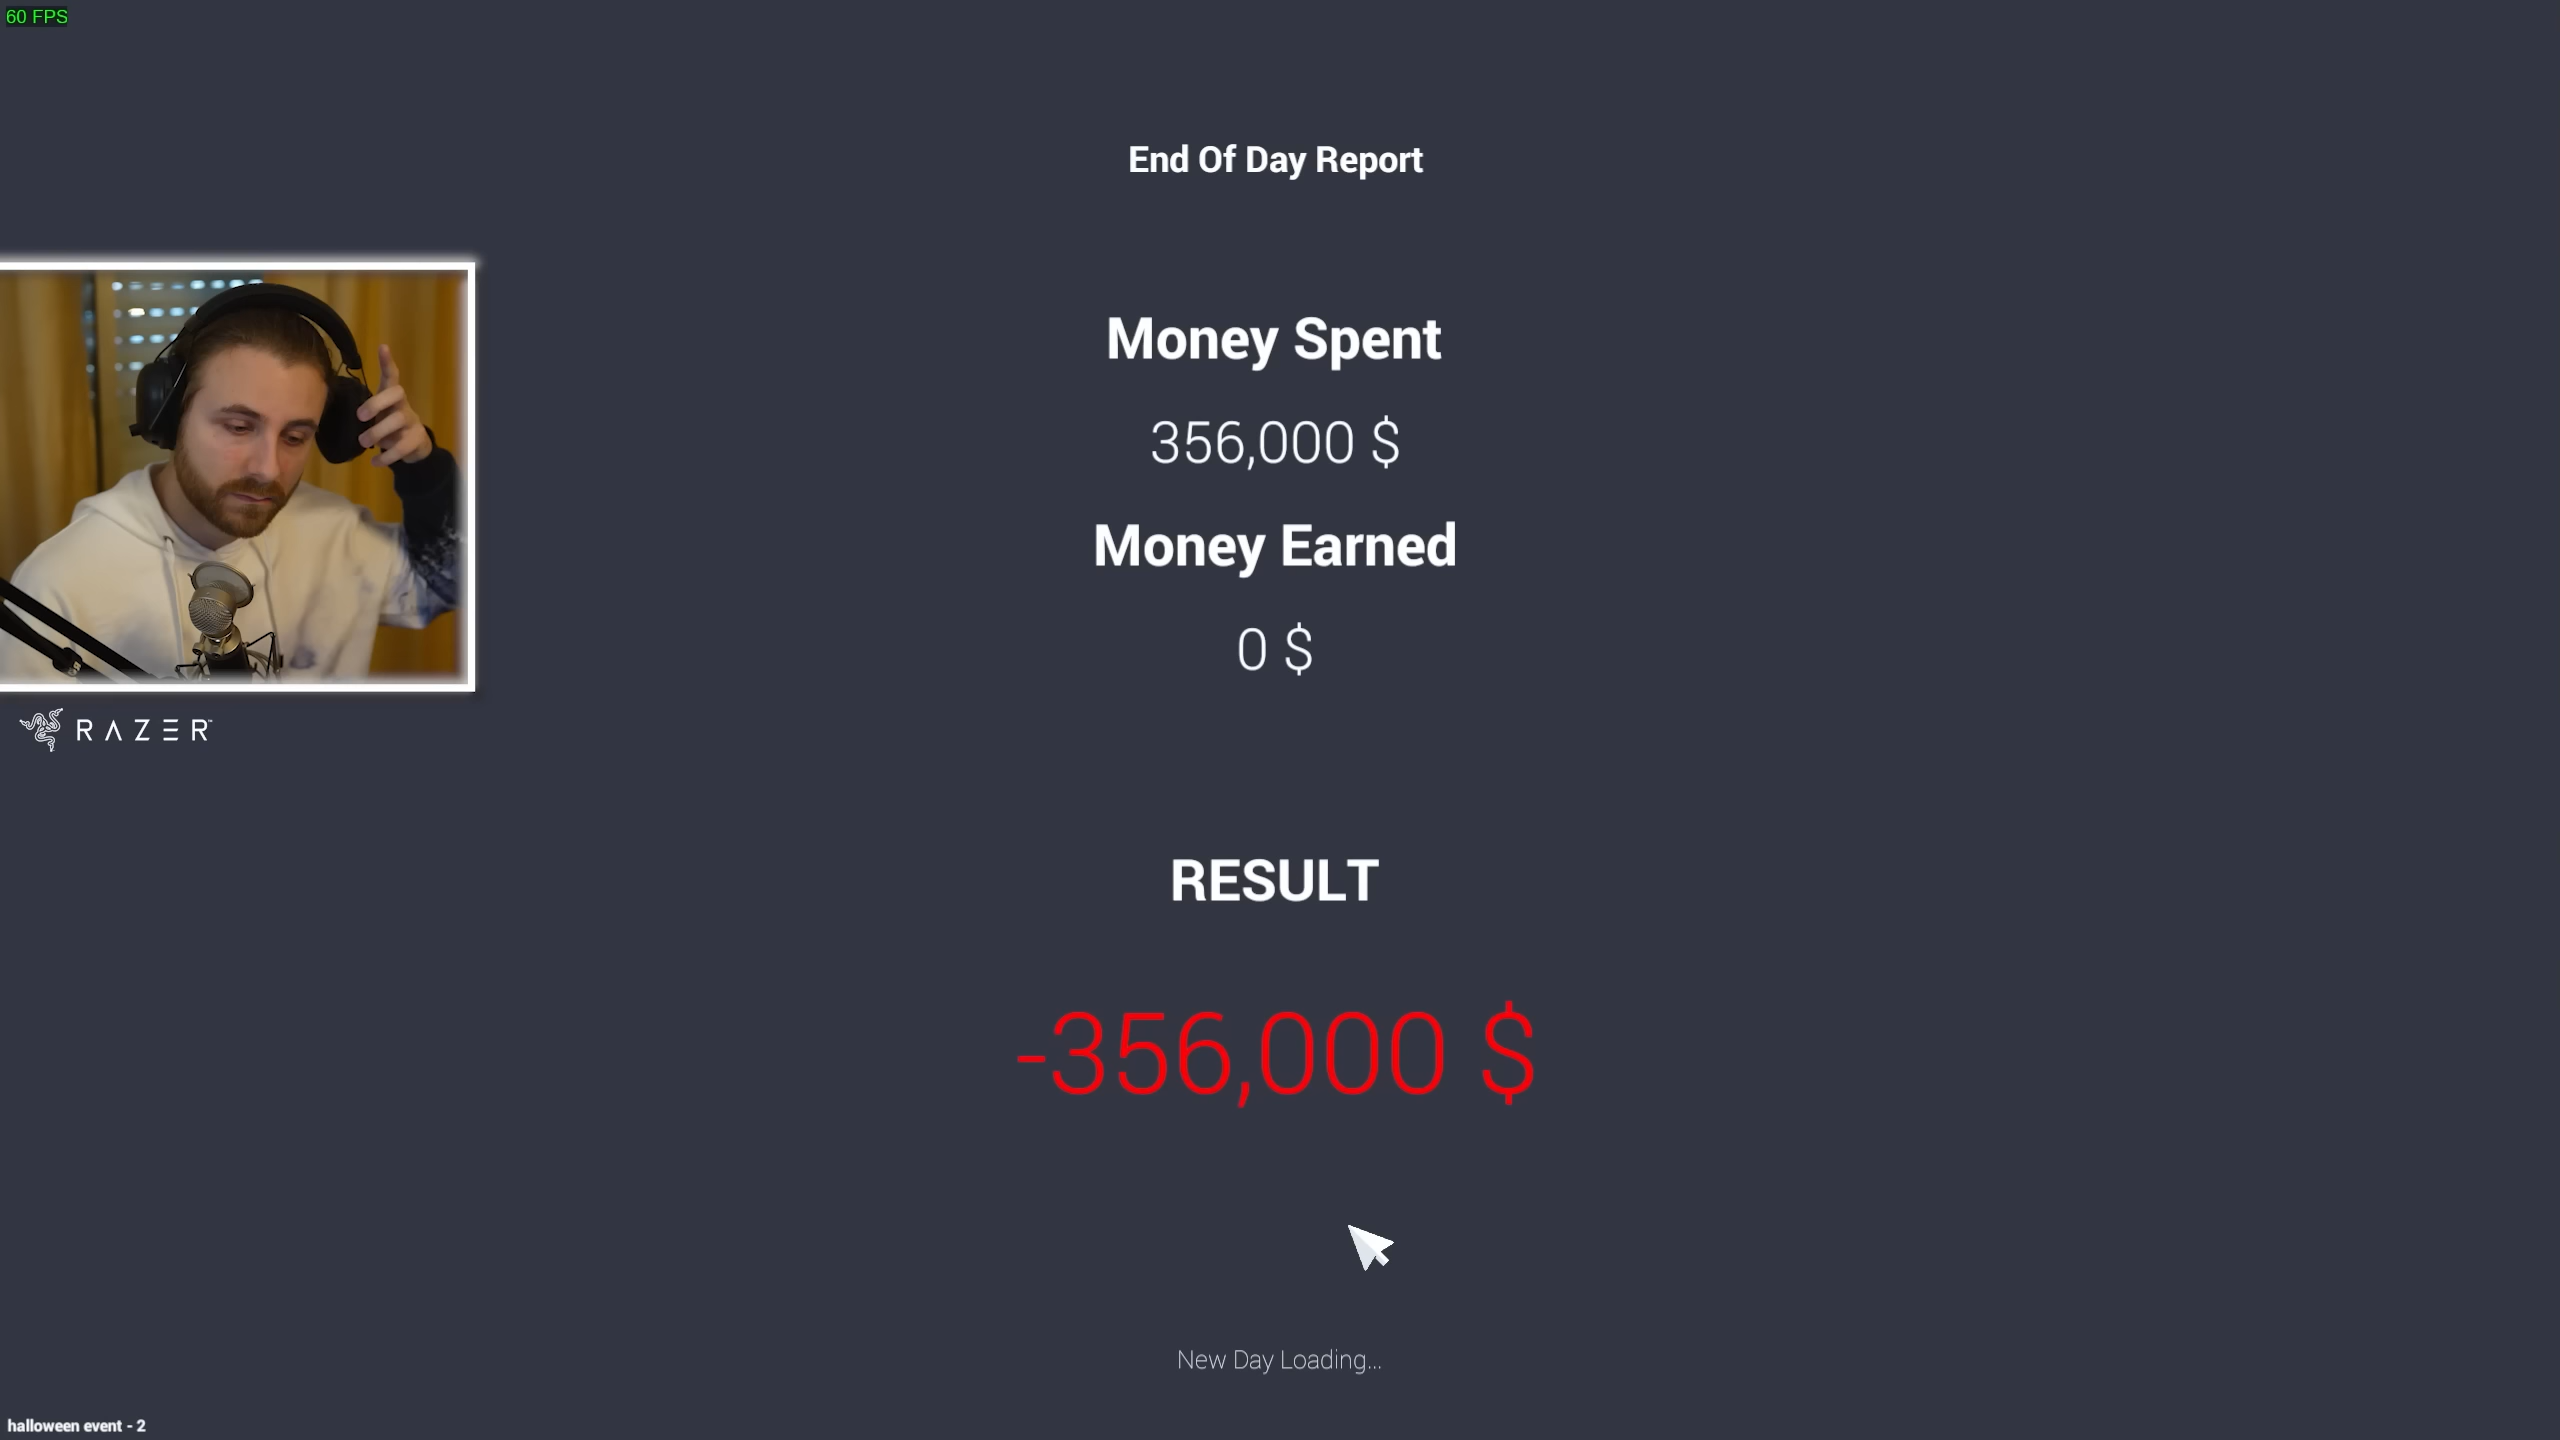 60 FPS
End Of Day Report
Money Spent
356,000 $
Money Earned
0 $
RAZER™
RESULT
-356,000 $
New Day Loading...
halloween event - 2